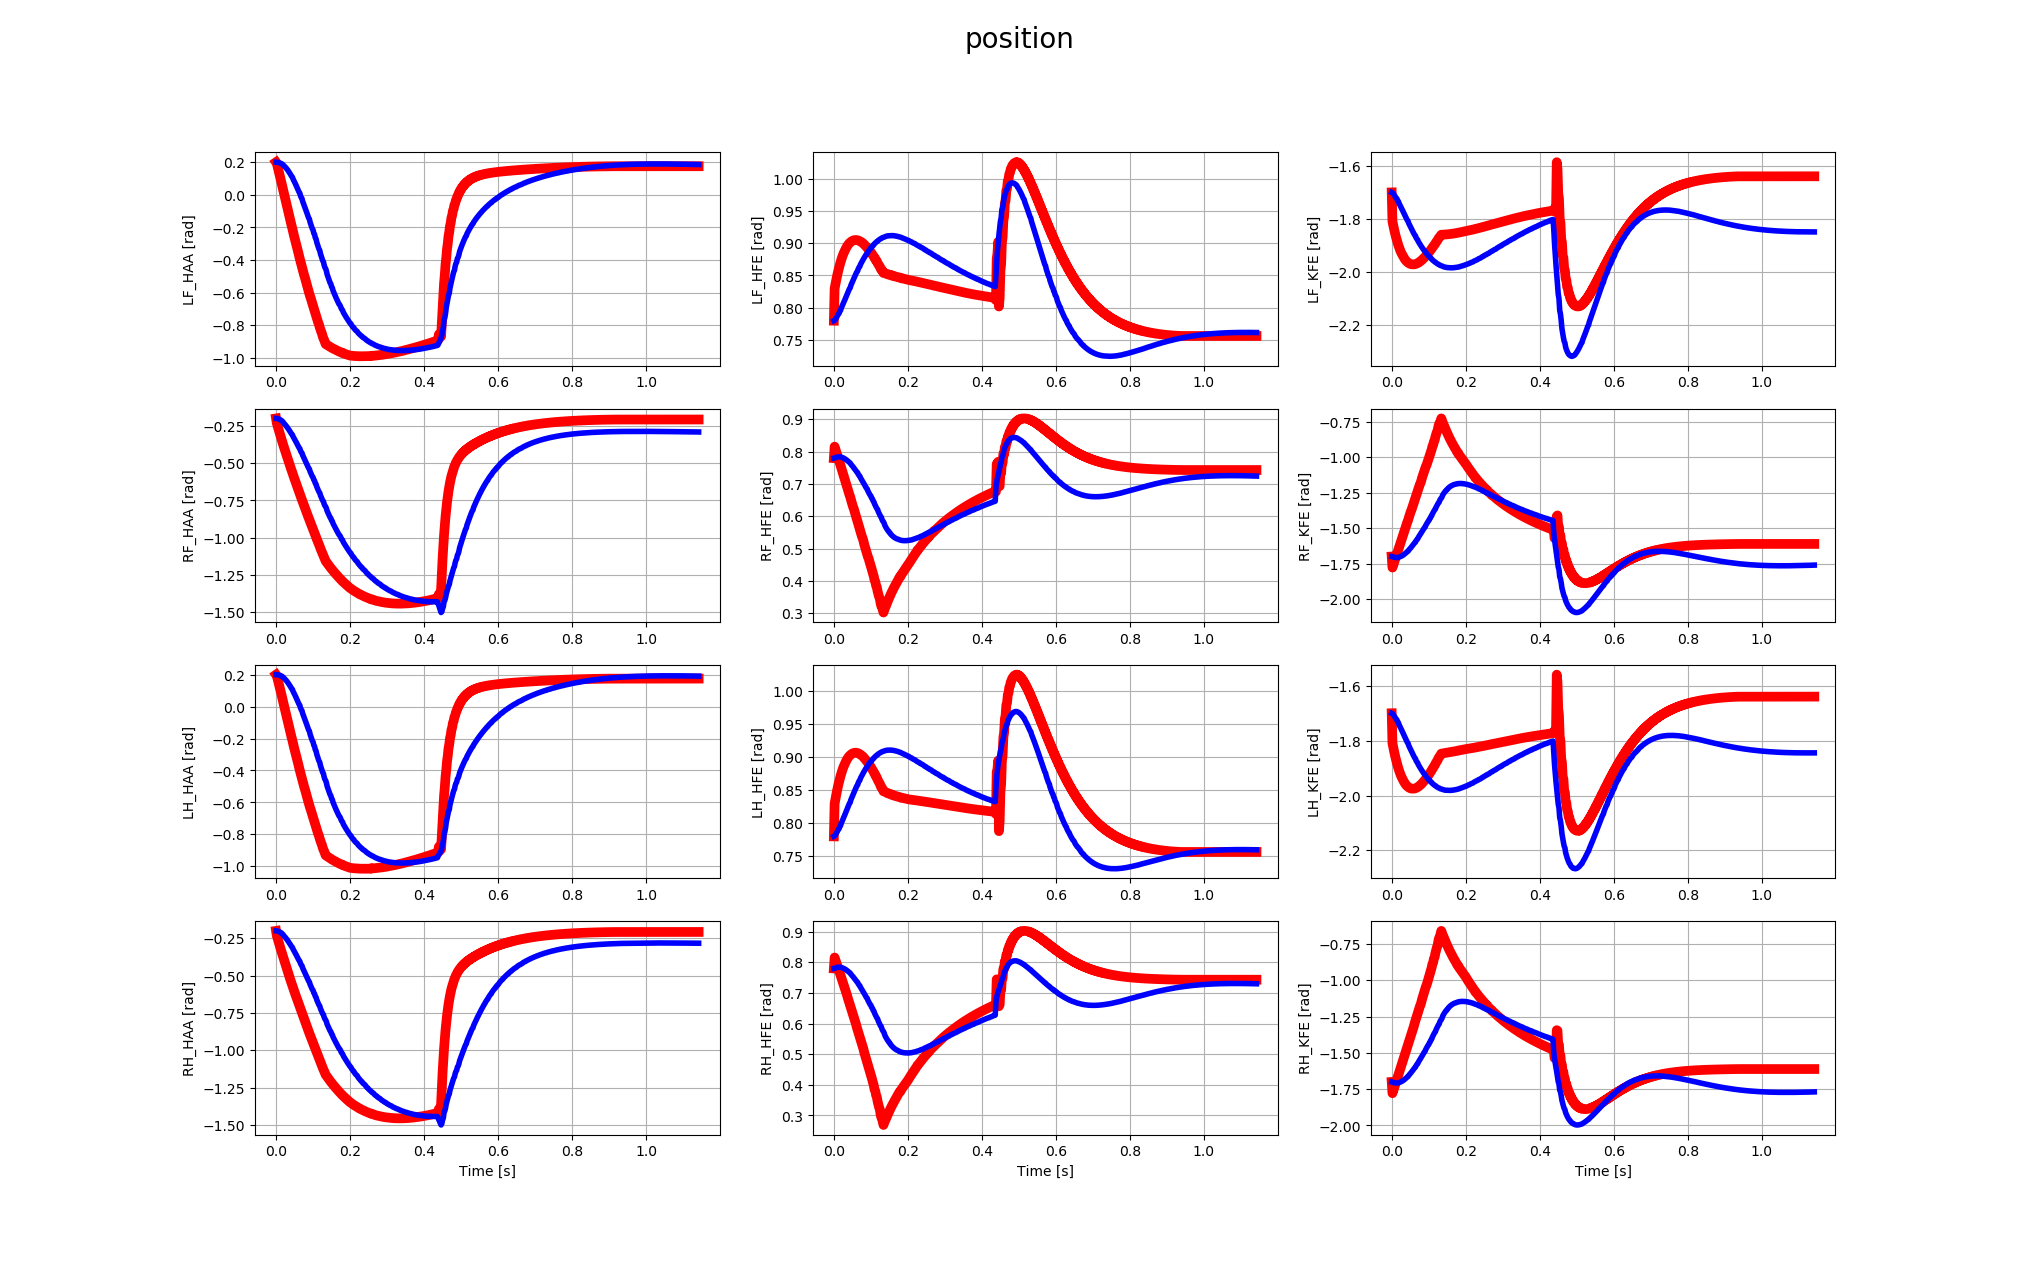 position
LF_HAA [rad]
0.2
0.0
−0.2
−0.4
−0.6
−0.8
−1.0
0.0 0.2 0.4 0.6 0.8 1.0
LF_HFE [rad]
1.00
0.95
0.90
0.85
0.80
0.75
0.0 0.2 0.4 0.6 0.8 1.0
LF_KFE [rad]
−1.6
−1.8
−2.0
−2.2
0.0 0.2 0.4 0.6 0.8 1.0
RF_HAA [rad]
−0.25
−0.50
−0.75
−1.00
−1.25
−1.50
0.0 0.2 0.4 0.6 0.8 1.0
RF_HFE [rad]
0.9
0.8
0.7
0.6
0.5
0.4
0.3
0.0 0.2 0.4 0.6 0.8 1.0
RF_KFE [rad]
−0.75
−1.00
−1.25
−1.50
−1.75
−2.00
0.0 0.2 0.4 0.6 0.8 1.0
LH_HAA [rad]
0.2
0.0
−0.2
−0.4
−0.6
−0.8
−1.0
0.0 0.2 0.4 0.6 0.8 1.0
LH_HFE [rad]
1.00
0.95
0.90
0.85
0.80
0.75
0.0 0.2 0.4 0.6 0.8 1.0
LH_KFE [rad]
−1.6
−1.8
−2.0
−2.2
0.0 0.2 0.4 0.6 0.8 1.0
RH_HAA [rad]
−0.25
−0.50
−0.75
−1.00
−1.25
−1.50
0.0 0.2 0.4 0.6 0.8 1.0
Time [s]
RH_HFE [rad]
0.9
0.8
0.7
0.6
0.5
0.4
0.3
0.0 0.2 0.4 0.6 0.8 1.0
Time [s]
RH_KFE [rad]
−0.75
−1.00
−1.25
−1.50
−1.75
−2.00
0.0 0.2 0.4 0.6 0.8 1.0
Time [s]